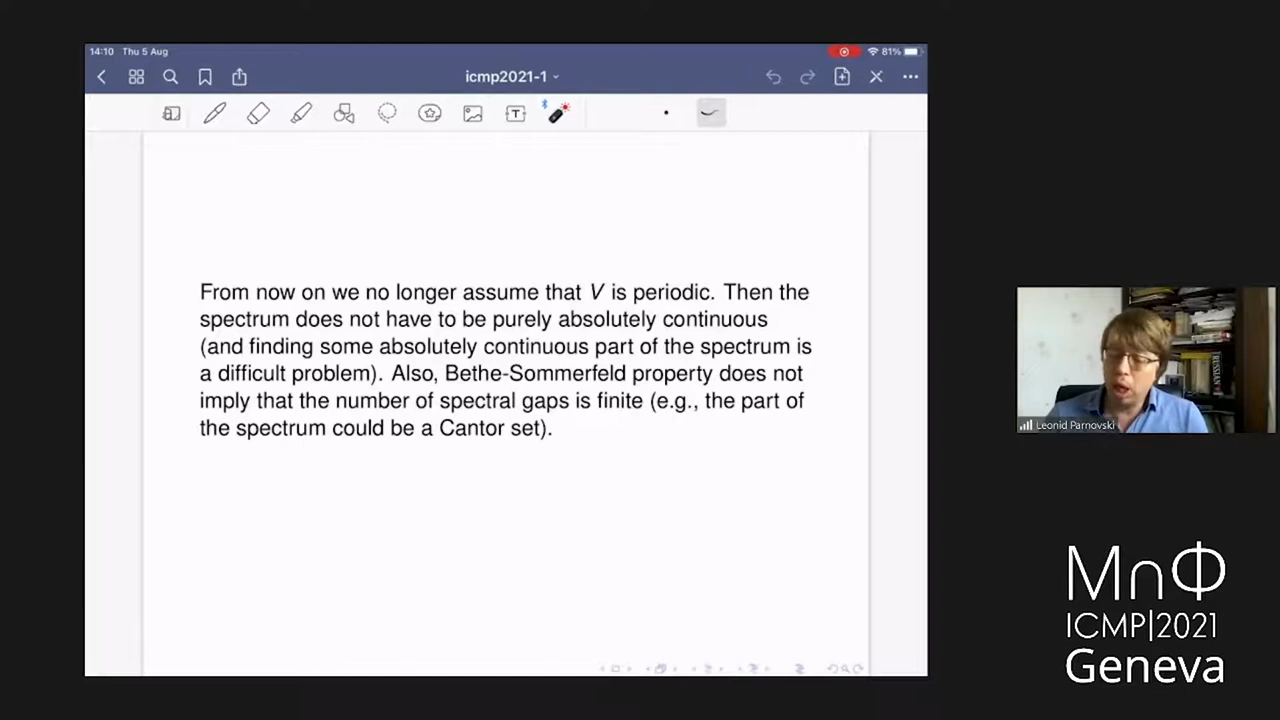 14:10 Thu 5 Aug
81%
icmp2021-1
T
From now on we no longer assume that V is periodic. Then the
spectrum does not have to be purely absolutely continuous
(and finding some absolutely continuous part of the spectrum is
a difficult problem). Also, Bethe-Sommerfeld property does not
imply that the number of spectral gaps is finite (e.g., the part of
the spectrum could be a Cantor set).
RUSSIAN
Leonid Parnovski
M∩Φ
ICMP|2021
Geneva